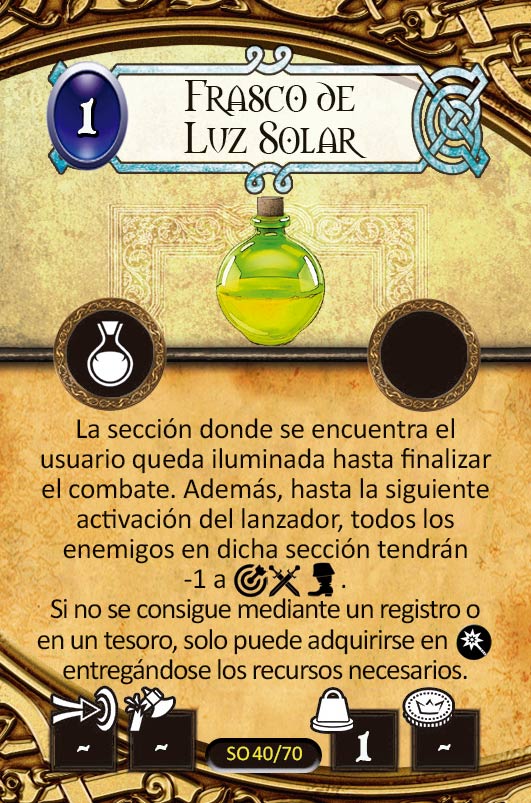 1
FRASCO DE
LUZ SOLAR
La sección donde se encuentra el
usuario queda iluminada hasta finalizar
el combate. Además, hasta la siguiente
activación del lanzador, todos los
enemigos en dicha sección tendrán
-1 a .
Si no se consigue mediante un registro o
en un tesoro, solo puede adquirirse en
entregándose los recursos necesarios.
~ ~ SO 40/70 1 ~